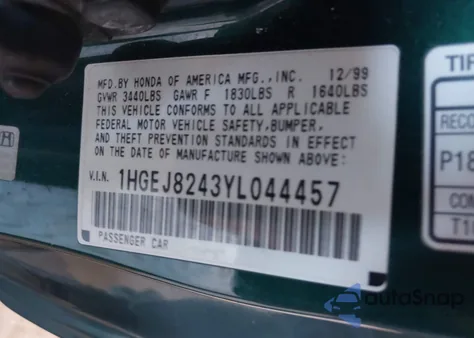 MFD.BY HONDA OF AMERICA MFG.,INC. 12/99
GVWR 3440LBS GAWR F 1830LBS R 1640LBS
THIS VEHICLE CONFORMS TO ALL APPLICABLE
FEDERAL MOTOR VEHICLE SAFETY,BUMPER,
AND THEFT PREVENTION STANDARDS IN EFFECT
ON THE DATE OF MANUFACTURE SHOWN ABOVE.
V.I.N. 1HGEJ8243YL044457
PASSENGER CAR
autoSnap